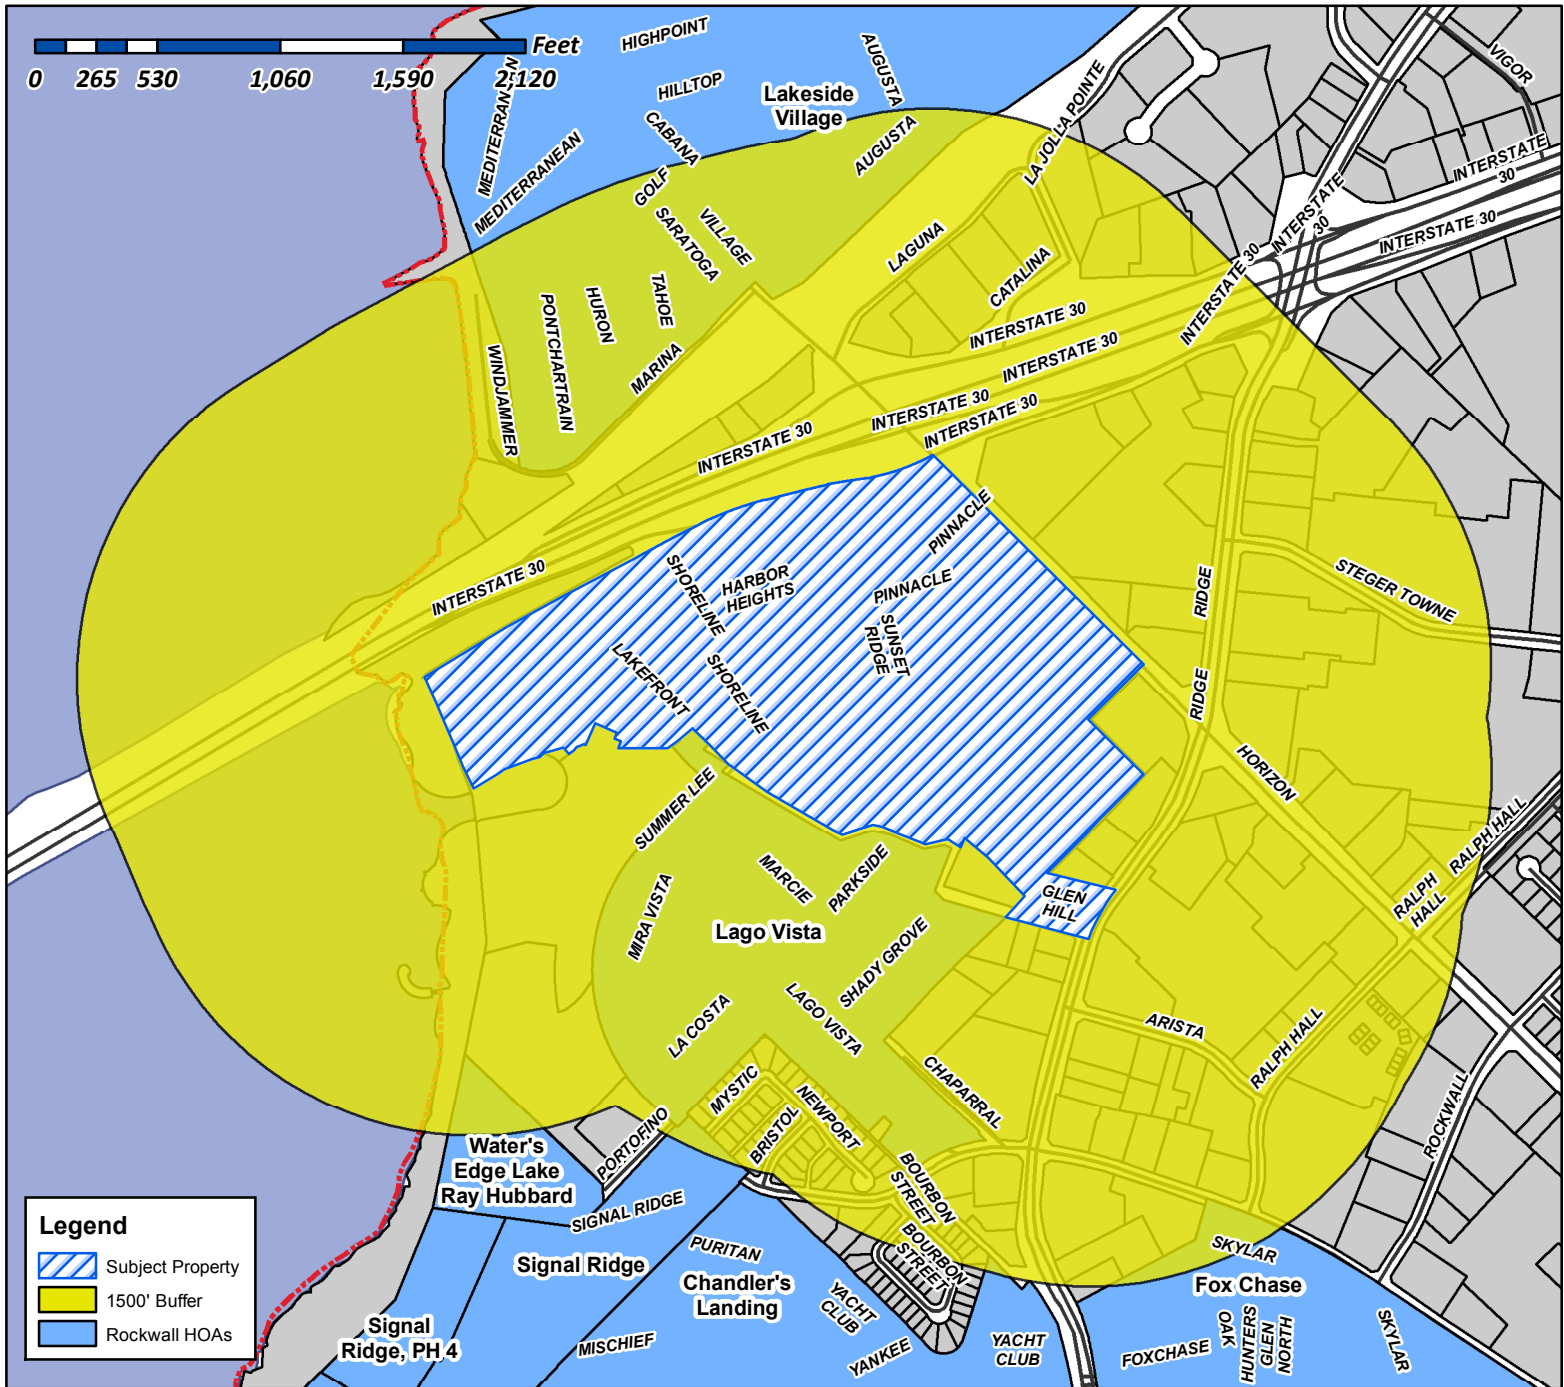 Feet
0 265 530 1,060 1,590 2,120
HIGHPOINT
HILLTOP
AUGUSTA
Lakeside
Village
MEDITERRANEAN
MEDITERRANEAN
CABANA
GOLF
AUGUSTA
LA JOLLA POINTE
VIGOR
INTERSTATE
30
INTERSTATE
30
INTERSTATE 30
INTERSTATE 30
SARATOGA
VILLAGE
LAGUNA
CATALINA
TAHOE
HURON
PONTCHARTRAIN
WINDJAMMER
MARINA
INTERSTATE 30
INTERSTATE 30
INTERSTATE 30
INTERSTATE 30
INTERSTATE 30
INTERSTATE 30
INTERSTATE 30
PINNACLE
PINNACLE
SHORELINE
HARBOR
HEIGHTS
SUNSET
RIDGE
LAKEFRONT
SHORELINE
RIDGE
RIDGE
STEGER TOWNE
HORIZON
SUMMER LEE
MARCIE
PARKSIDE
GLEN
HILL
MIRA VISTA
Lago Vista
SHADY GROVE
LAGO VISTA
LA COSTA
RALPH HALL
RALPH
HALL
RALPH HALL
ARISTA
CHAPARRAL
ROCKWALL
MYSTIC
BRISTOL
NEWPORT
PORTOFINO
BOURBON
STREET
BOURBON
STREET
Water's
Edge Lake
Ray Hubbard
SIGNAL RIDGE
Signal Ridge
PURITAN
Chandler's
Landing
YACHT
CLUB
YANKEE
YACHT
CLUB
MISCHIEF
Signal
Ridge, PH 4
SKYLAR
Fox Chase
FOXCHASE
OAK
HUNTERS
GLEN
NORTH
SKYLAR
Legend
Subject Property
1500' Buffer
Rockwall HOAs